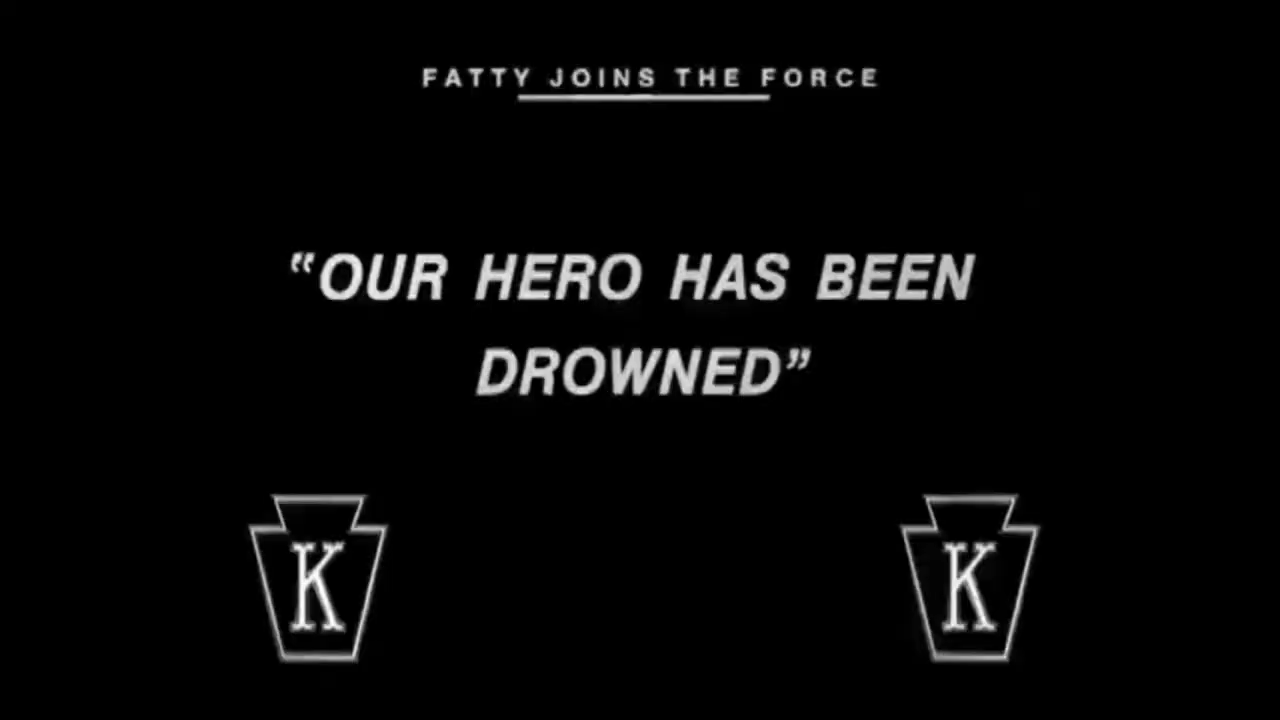 FATTY JOINS THE FORCE
“OUR HERO HAS BEEN
DROWNED”
K K